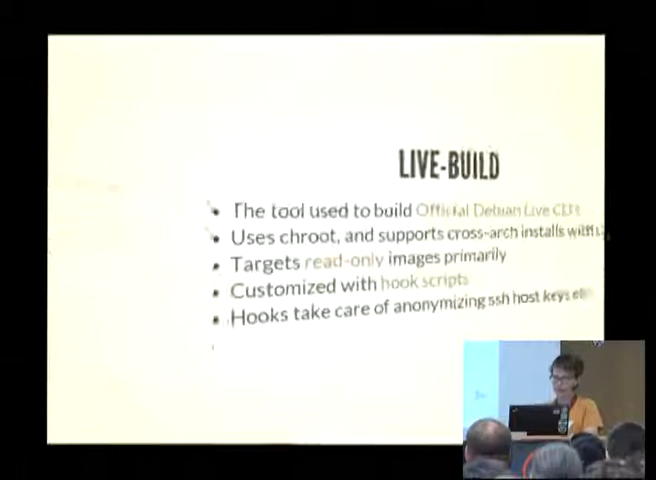 LIVE-BUILD
The tool used to build Official Debian Live CDs
Uses chroot, and supports cross-arch installs with
Targets read-only images primarily
Customized with hook scripts
Hooks take care of anonymizing ssh host keys etc